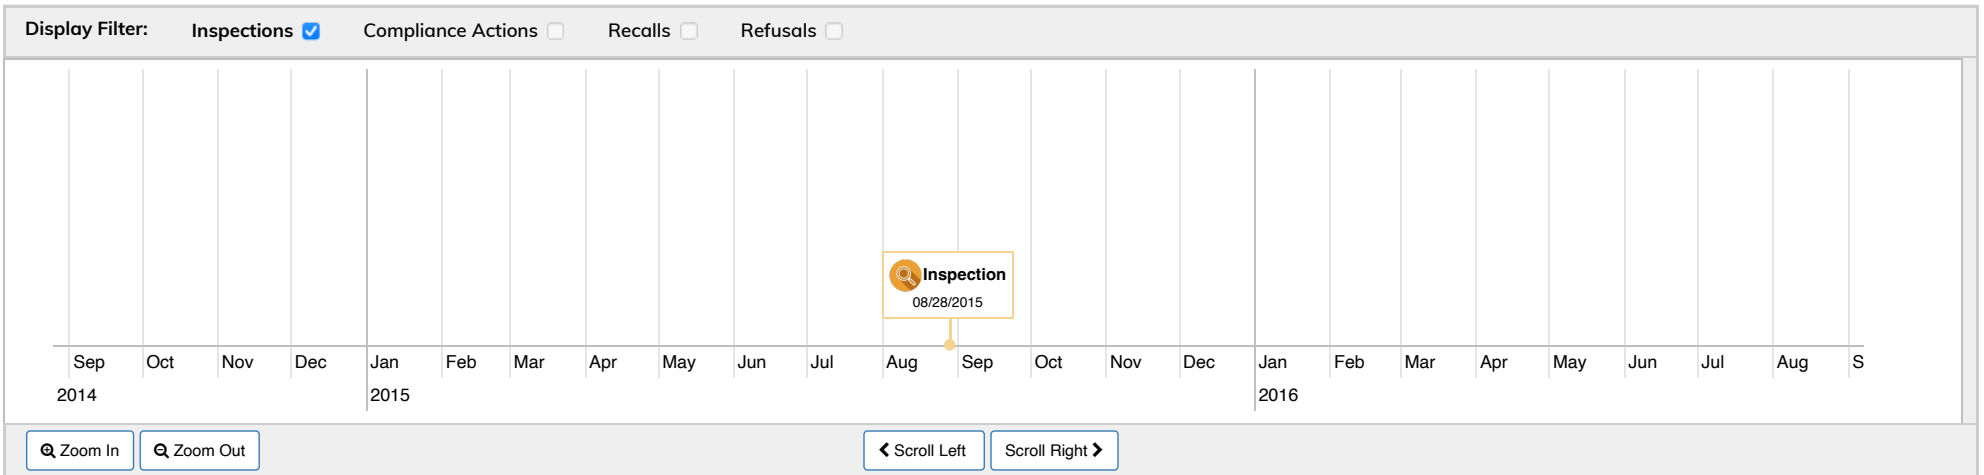 Display Filter: Inspections Compliance Actions Recalls Refusals
Inspection
08/28/2015
Sep Oct Nov Dec Jan Feb Mar Apr May Jun Jul Aug Sep Oct Nov Dec Jan Feb Mar Apr May Jun Jul Aug S
2014 2015 2016
Zoom In Zoom Out Scroll Left Scroll Right